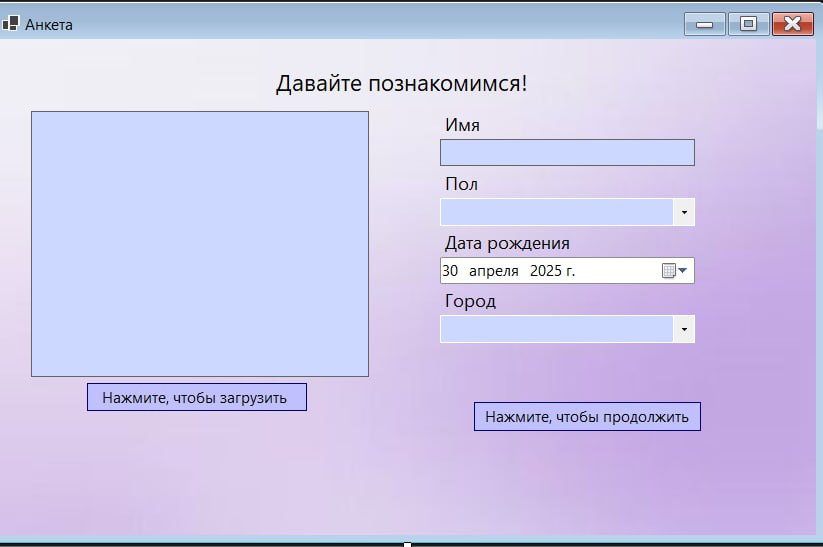 Анкета
Давайте познакомимся!
Имя
Пол
Дата рождения
30 апреля 2025 г.
Город
Нажмите, чтобы загрузить
Нажмите, чтобы продолжить